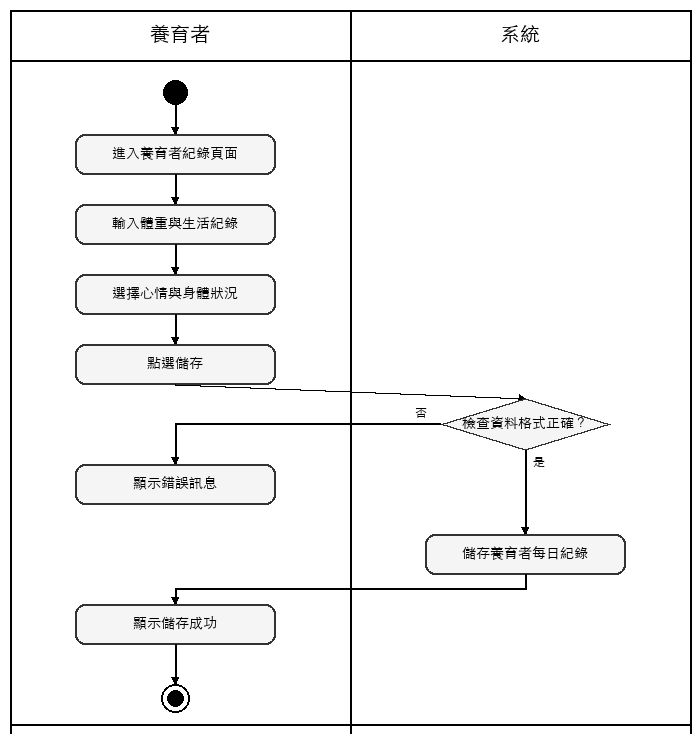 養育者
系統
進入養育者紀錄頁面
輸入體重與生活紀錄
選擇心情與身體狀況
點選儲存
否
檢查資料格式正確？
是
顯示錯誤訊息
儲存養育者每日紀錄
顯示儲存成功